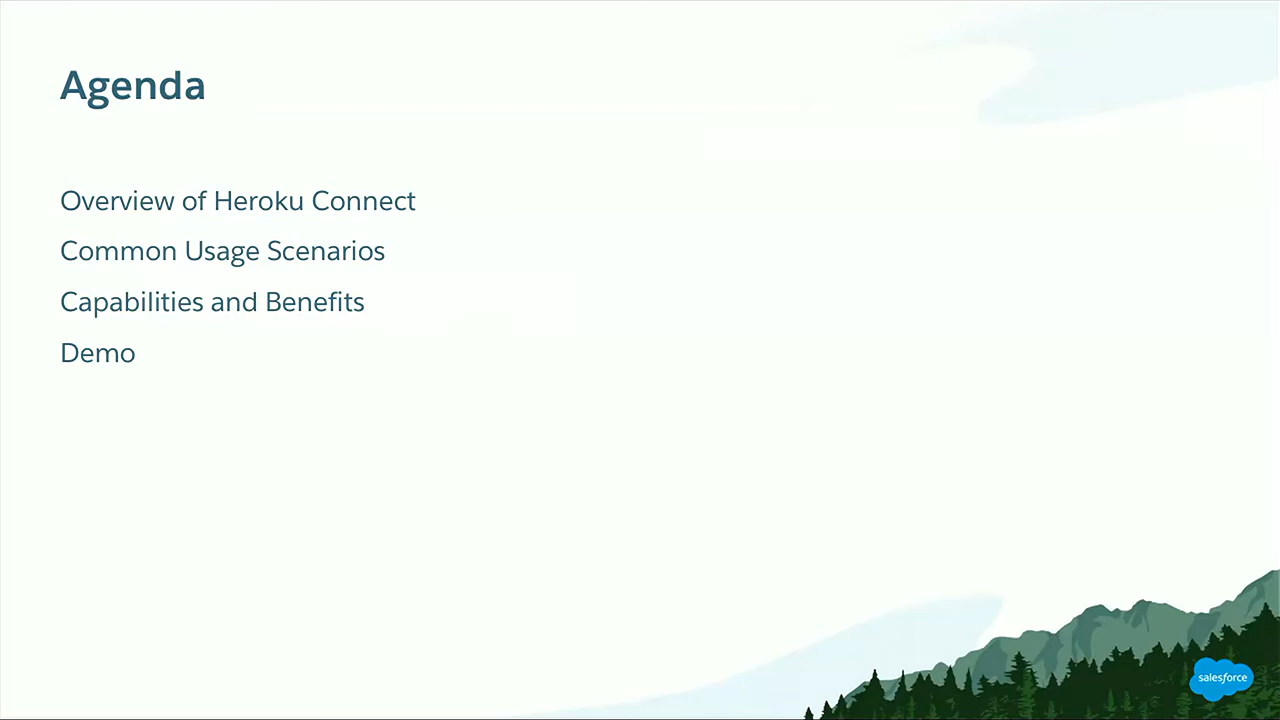 Agenda
Overview of Heroku Connect
Common Usage Scenarios
Capabilities and Benefits
Demo
salesforce